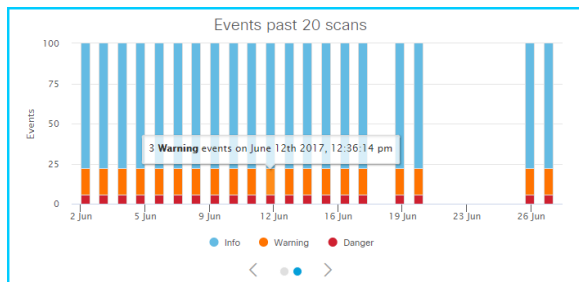 Events past 20 scans
100
75
50
25
0
Events
3 Warning events on June 12th 2017, 12:36:14 pm
2 Jun 5 Jun 9 Jun 12 Jun 16 Jun 19 Jun 23 Jun 26 Jun
Info Warning Danger